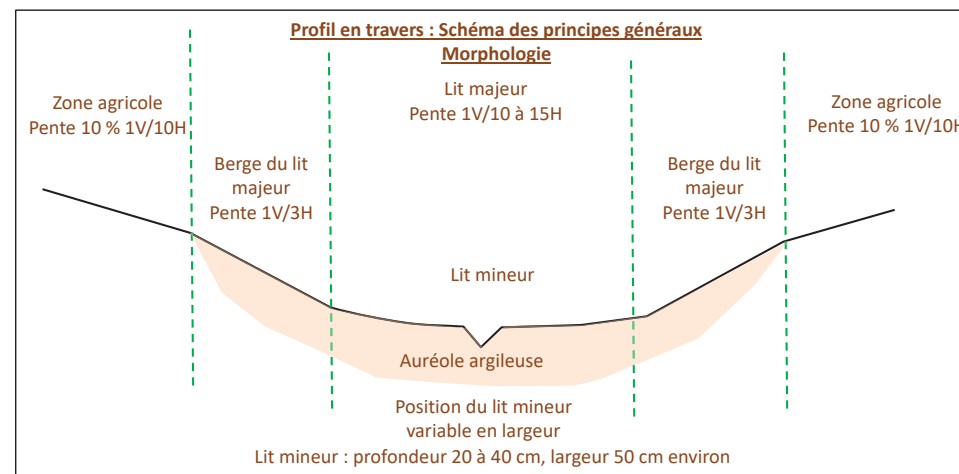 Profil en travers : Schéma des principes généraux
Morphologie
Zone agricole
Pente 10 % 1V/10H
Berge du lit
majeur
Pente 1V/3H
Lit majeur
Pente 1V/10 à 15H
Berge du lit
majeur
Pente 1V/3H
Zone agricole
Pente 10 % 1V/10H
Lit mineur
Auréole argileuse
Position du lit mineur
variable en largeur
Lit mineur : profondeur 20 à 40 cm, largeur 50 cm environ